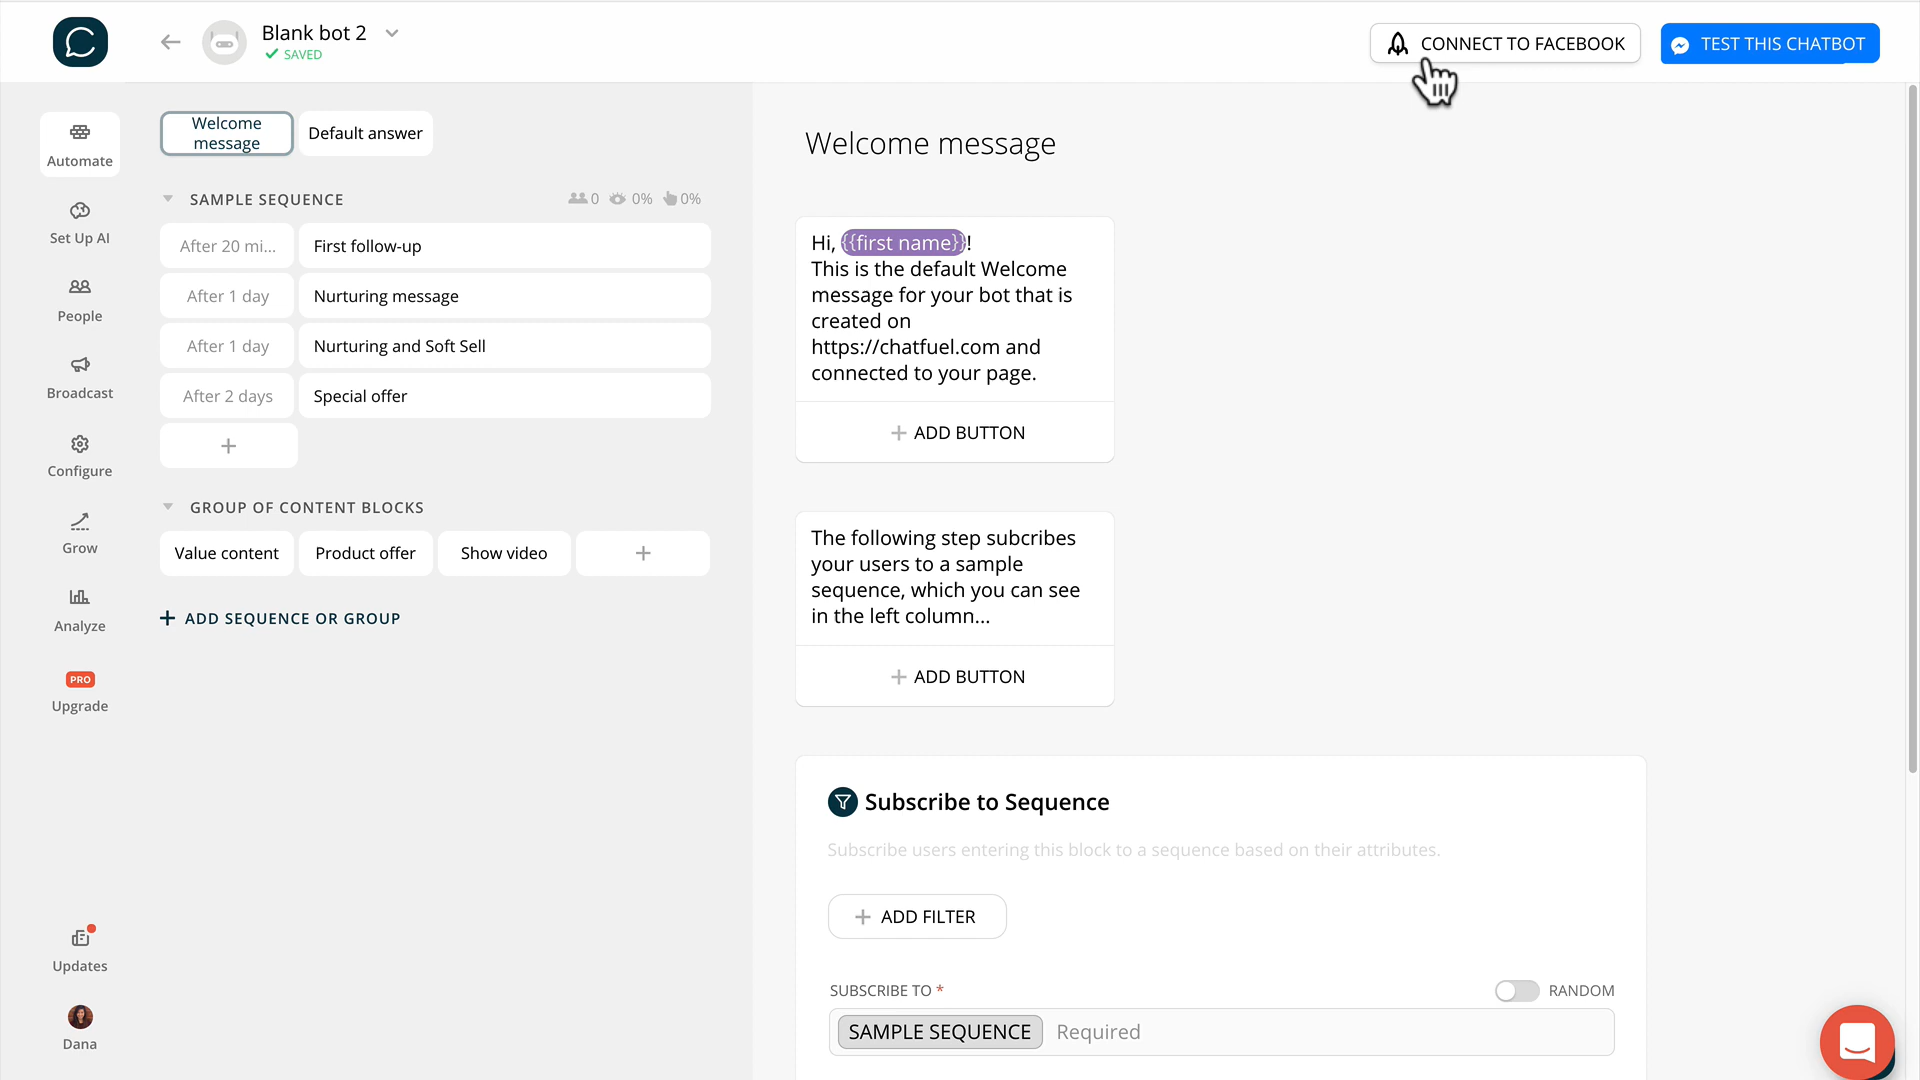 Blank bot 2
SAVED
CONNECT TO FACEBOOK
TEST THIS CHATBOT
Automate
Set Up AI
People
Broadcast
Configure
Grow
Analyze
PRO
Upgrade
Updates
Dana
Welcome
message
Default answer
SAMPLE SEQUENCE
0
0%
0%
After 20 mi...
First follow-up
After 1 day
Nurturing message
After 1 day
Nurturing and Soft Sell
After 2 days
Special offer
GROUP OF CONTENT BLOCKS
Value content
Product offer
Show video
ADD SEQUENCE OR GROUP
Welcome message
Hi, {{first name}}!
This is the default Welcome
message for your bot that is
created on
https://chatfuel.com and
connected to your page.
ADD BUTTON
The following step subcribes
your users to a sample
sequence, which you can see
in the left column...
ADD BUTTON
Subscribe to Sequence
Subscribe users entering this block to a sequence based on their attributes.
ADD FILTER
SUBSCRIBE TO *
RANDOM
SAMPLE SEQUENCE Required